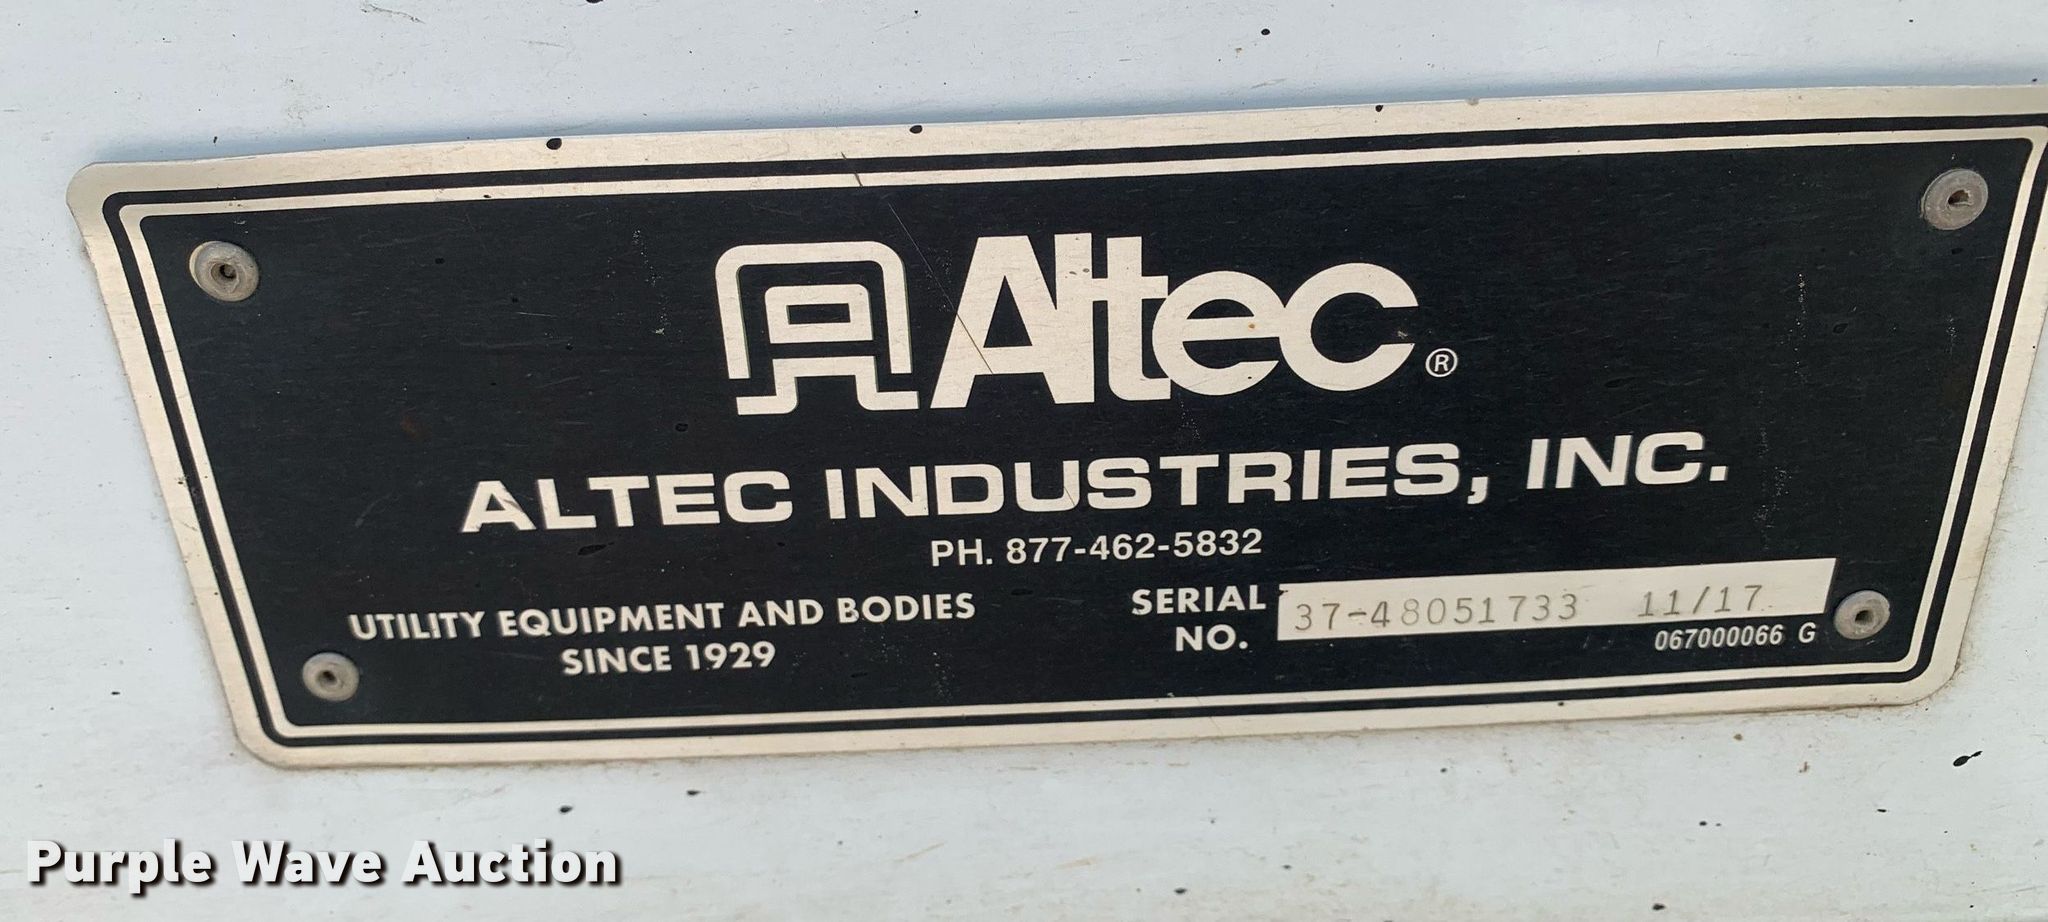 Altec®
ALTEC INDUSTRIES, INC.
PH. 877-462-5832
UTILITY EQUIPMENT AND BODIES
SINCE 1929
SERIAL NO. 37-48051733 11/17
067000066 G
Purple Wave Auction